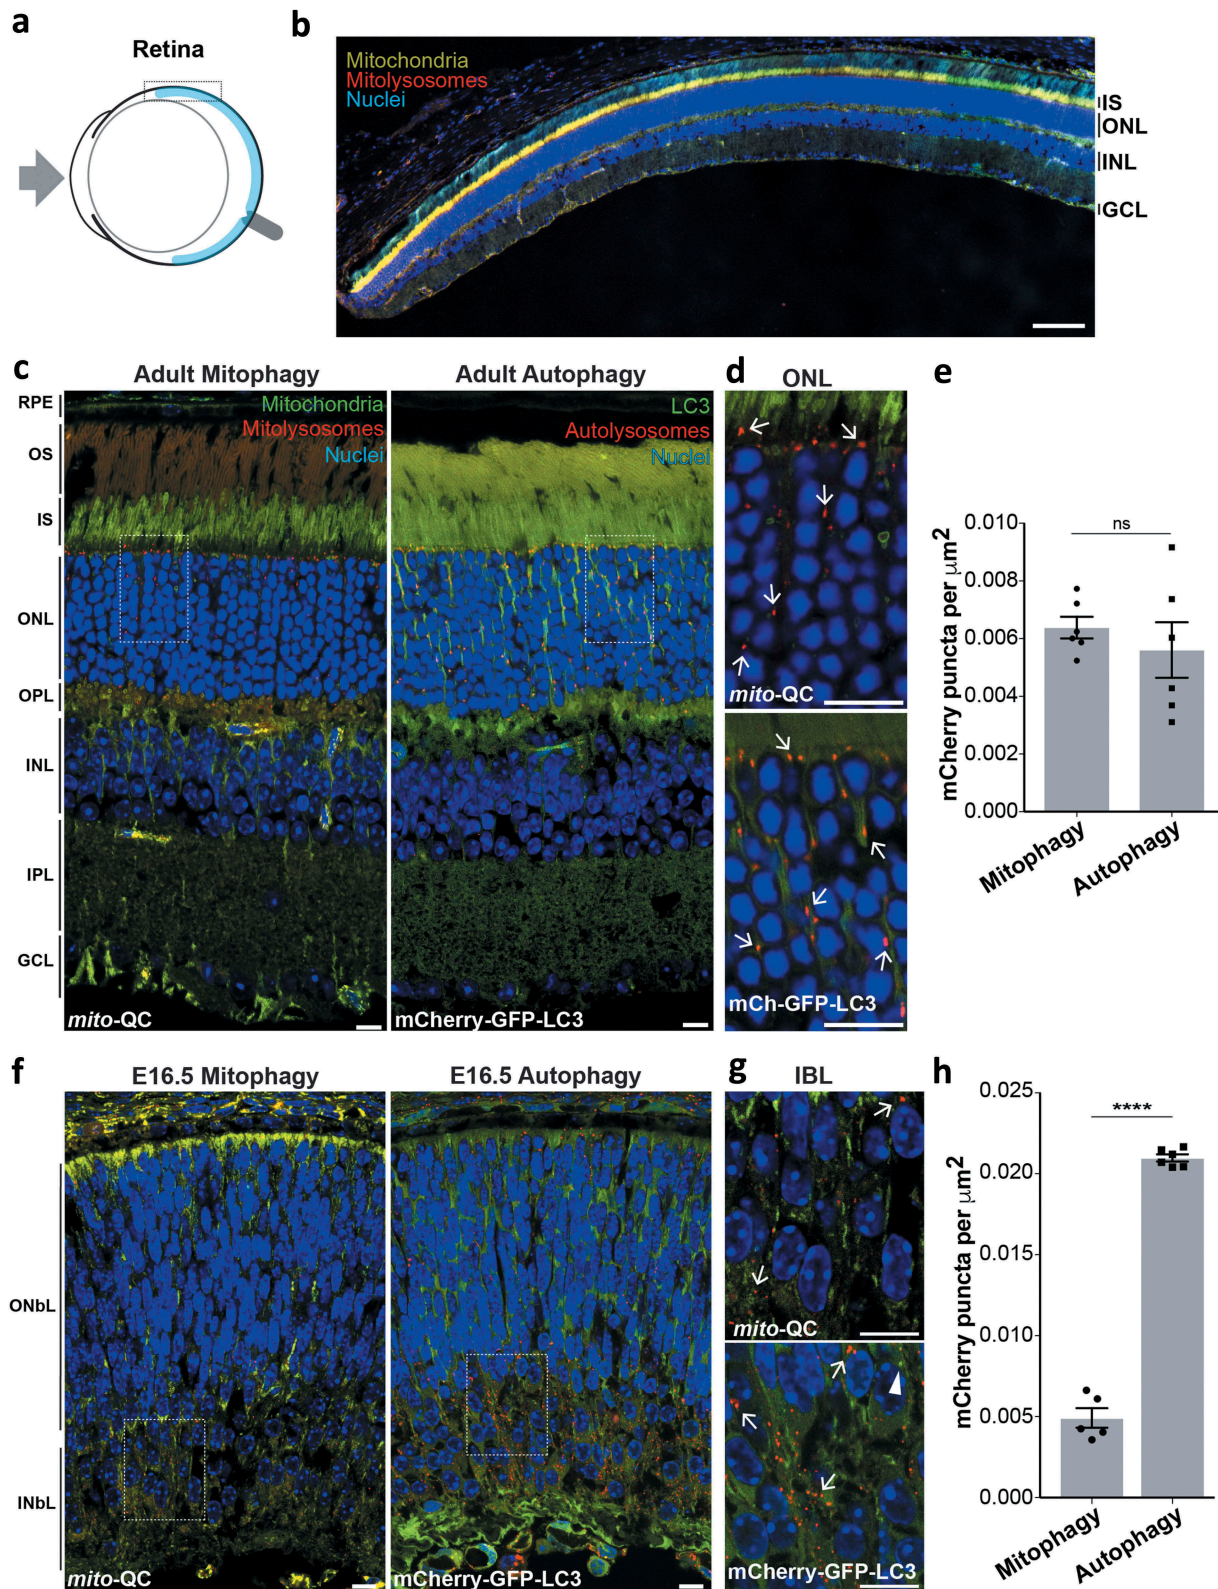 a
Retina
b
Mitochondria
Mitolysosomes
Nuclei
IS
ONL
INL
GCL
c
Adult Mitophagy
Adult Autophagy
RPE
OS
IS
ONL
OPL
INL
IPL
GCL
Mitochondria
Mitolysosomes
Nuclei
mito-QC
LC3
Autolysosomes
Nuclei
mCherry-GFP-LC3
d
ONL
mito-QC
mCh-GFP-LC3
e
mCherry puncta per μm2
0.010
0.008
0.006
0.004
0.002
0.000
ns
Mitophagy
Autophagy
f
E16.5 Mitophagy
E16.5 Autophagy
ONbL
INbL
mito-QC
mCherry-GFP-LC3
g
IBL
mito-QC
mCherry-GFP-LC3
h
mCherry puncta per μm2
0.025
0.020
0.015
0.010
0.005
0.000
****
Mitophagy
Autophagy